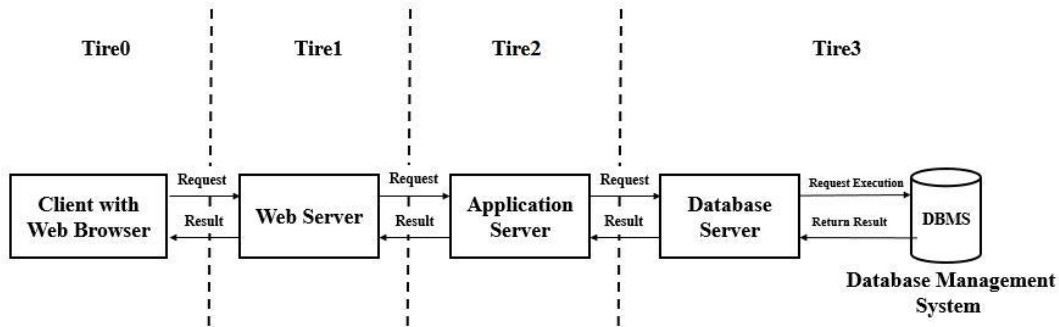 Tire0
Tire1
Tire2
Tire3
Client with
Web Browser
Request
Result
Web Server
Request
Result
Application
Server
Request
Result
Database
Server
Request Execution
Return Result
DBMS
Database Management
System